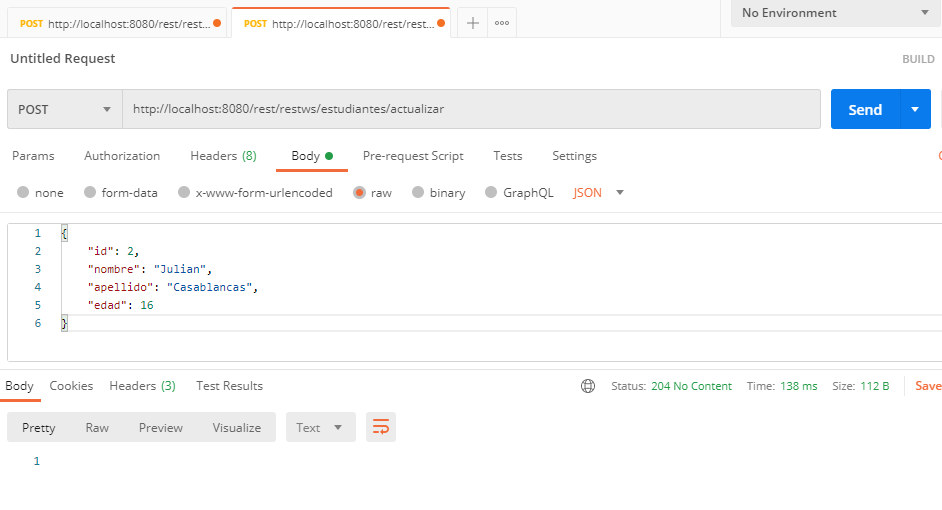 POST http://localhost:8080/rest/rest... POST http://localhost:8080/rest/rest... No Environment
Untitled Request BUILD
POST http://localhost:8080/rest/restws/estudiantes/actualizar Send
Params Authorization Headers (8) Body Pre-request Script Tests Settings
none form-data x-www-form-urlencoded raw binary GraphQL JSON
1 {
2 "id": 2,
3 "nombre": "Julian",
4 "apellido": "Casablancas",
5 "edad": 16
6 }
Body Cookies Headers (3) Test Results Status: 204 No Content Time: 138 ms Size: 112 B Save
Pretty Raw Preview Visualize Text
1